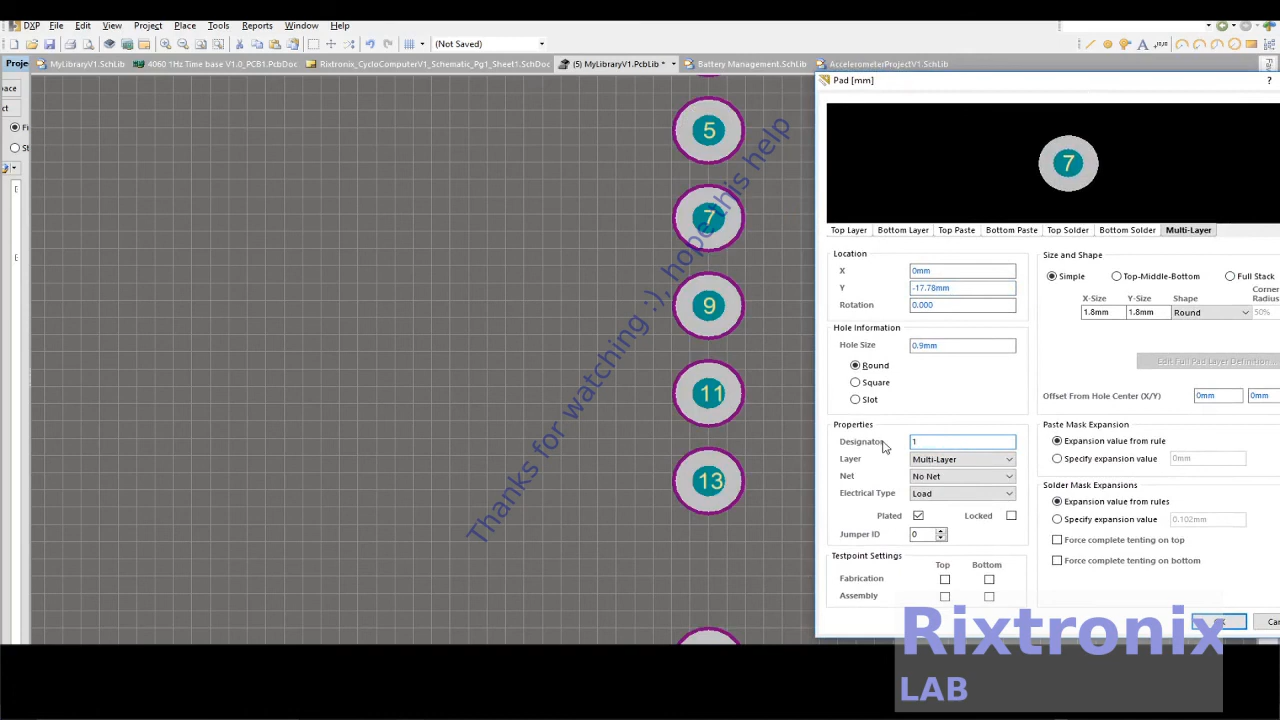 DXP File Edit View Project Place Tools Reports Window Help
(Not Saved)
Proje MyLibraryV1.SchLib 4060 1Hz Time base V1.0_PCB1.PcbDoc Rixtronix_CycloComputerV1_Schematic_Pg1_Sheet1.SchDoc (5) MyLibraryV1.PcbLib * Battery Management.SchLib AccelerometerProjectV1.SchLib
Pad [mm] ?
5
7
9
11
13
Thanks for watching :), hope this help
7
Top Layer Bottom Layer Top Paste Bottom Paste Top Solder Bottom Solder Multi-Layer
Location
X 0mm
Y -17.78mm
Rotation 0.000
Hole Information
Hole Size 0.9mm
Round
Square
Slot
Properties
Designator 1
Layer Multi-Layer
Net No Net
Electrical Type Load
Plated Locked
Jumper ID 0
Testpoint Settings
Top Bottom
Fabrication
Assembly
Size and Shape
Simple Top-Middle-Bottom Full Stack
X-Size Y-Size Shape Corner Radius
1.8mm 1.8mm Round 50%
Edit Full Pad Layer Definition...
Offset From Hole Center (X/Y) 0mm 0mm
Paste Mask Expansion
Expansion value from rule
Specify expansion value 0mm
Solder Mask Expansions
Expansion value from rules
Specify expansion value 0.102mm
Force complete tenting on top
Force complete tenting on bottom
Rixtronix
LAB